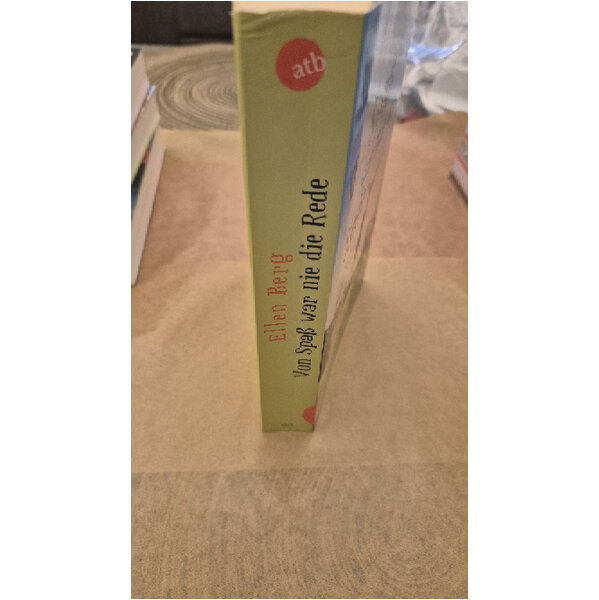 atb
Ellen Berg
Von Spaß war nie die Rede